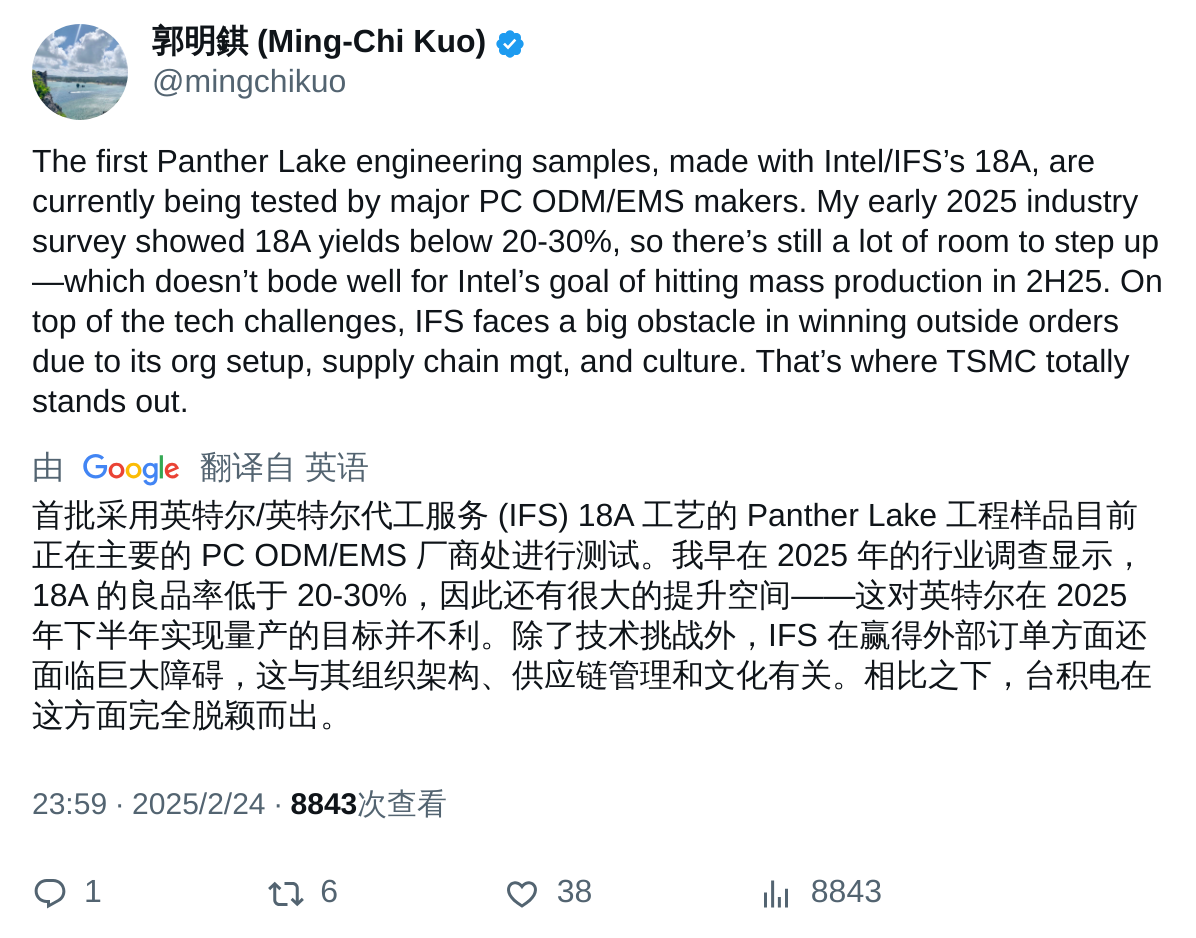 郭明錤 (Ming-Chi Kuo)
@mingchikuo
The first Panther Lake engineering samples, made with Intel/IFS’s 18A, are
currently being tested by major PC ODM/EMS makers. My early 2025 industry
survey showed 18A yields below 20-30%, so there’s still a lot of room to step up
—which doesn’t bode well for Intel’s goal of hitting mass production in 2H25. On
top of the tech challenges, IFS faces a big obstacle in winning outside orders
due to its org setup, supply chain mgt, and culture. That’s where TSMC totally
stands out.
由 Google 翻译自 英语
首批采用英特尔/英特尔代工服务 (IFS) 18A 工艺的 Panther Lake 工程样品目前
正在主要的 PC ODM/EMS 厂商处进行测试。我早在 2025 年的行业调查显示，
18A 的良品率低于 20-30%，因此还有很大的提升空间——这对英特尔在 2025
年下半年实现量产的目标并不利。除了技术挑战外，IFS 在赢得外部订单方面还
面临巨大障碍，这与其组织架构、供应链管理和文化有关。相比之下，台积电在
这方面完全脱颖而出。
23:59 · 2025/2/24 · 8843次查看
1 6 38 8843